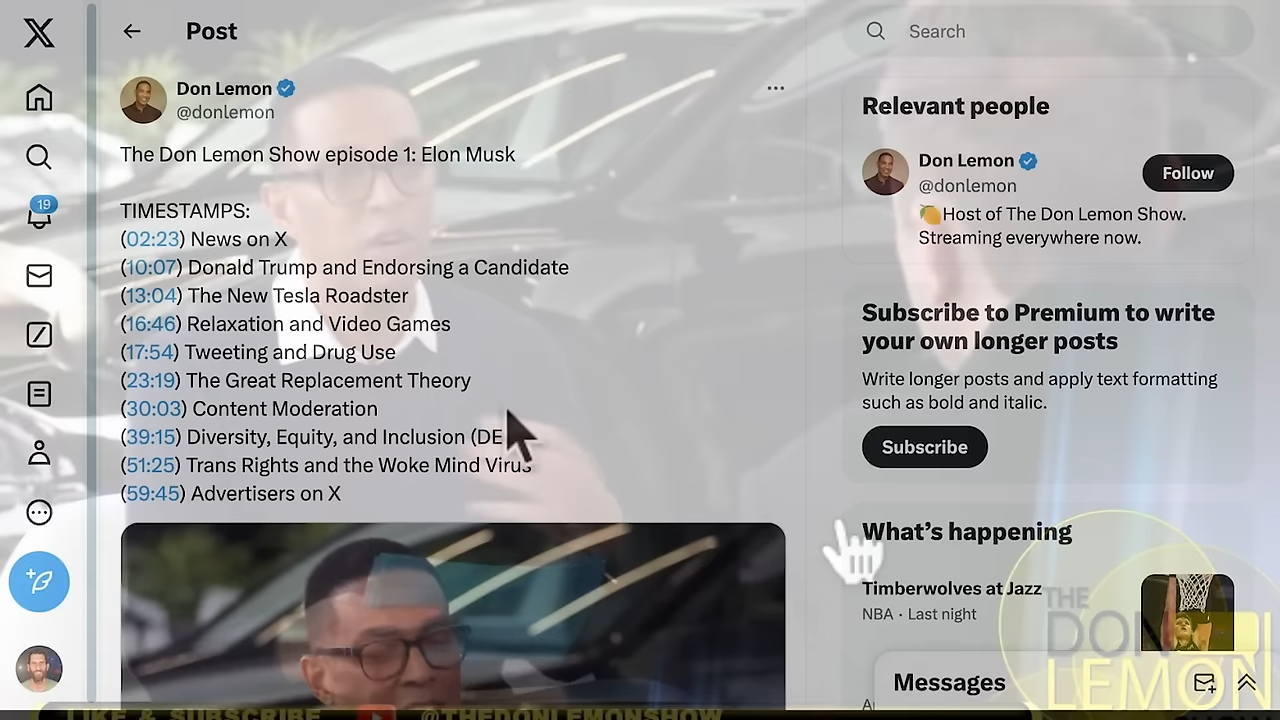 Post
Search
Don Lemon
@donlemon
The Don Lemon Show episode 1: Elon Musk
TIMESTAMPS:
(02:23) News on X
(10:07) Donald Trump and Endorsing a Candidate
(13:04) The New Tesla Roadster
(16:46) Relaxation and Video Games
(17:54) Tweeting and Drug Use
(23:19) The Great Replacement Theory
(30:03) Content Moderation
(39:15) Diversity, Equity, and Inclusion (DE
(51:25) Trans Rights and the Woke Mind Virus
(59:45) Advertisers on X
19
Relevant people
Don Lemon
@donlemon
Follow
🍋Host of The Don Lemon Show.
Streaming everywhere now.
Subscribe to Premium to write
your own longer posts
Write longer posts and apply text formatting
such as bold and italic.
Subscribe
What's happening
Timberwolves at Jazz
NBA · Last night
Messages
THE
DON
LEMON
LIKE & SUBSCRIBE
@THEDONLEMONSHOW